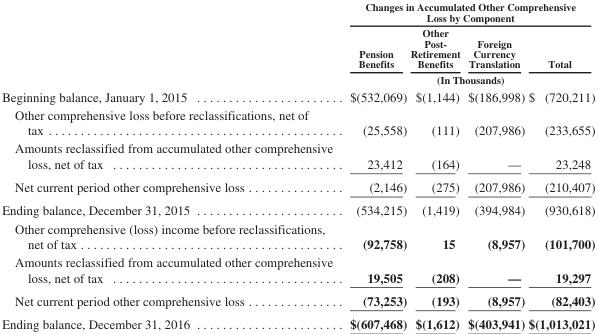 Changes in Accumulated Other Comprehensive
Loss by Component
Pension
Benefits
Other
Post-
Retirement
Benefits
Foreign
Currency
Translation
Total
(In Thousands)
Beginning balance, January 1, 2015 ....................... $(532,069) $(1,144) $(186,998) $ (720,211)
Other comprehensive loss before reclassifications, net of
tax ............................................. (25,558) (111) (207,986) (233,655)
Amounts reclassified from accumulated other comprehensive
loss, net of tax ................................... 23,412 (164) — 23,248
Net current period other comprehensive loss .............. (2,146) (275) (207,986) (210,407)
Ending balance, December 31, 2015 ....................... (534,215) (1,419) (394,984) (930,618)
Other comprehensive (loss) income before reclassifications,
net of tax ........................................ (92,758) 15 (8,957) (101,700)
Amounts reclassified from accumulated other comprehensive
loss, net of tax ................................... 19,505 (208) — 19,297
Net current period other comprehensive loss .............. (73,253) (193) (8,957) (82,403)
Ending balance, December 31, 2016 ....................... $(607,468) $(1,612) $(403,941) $(1,013,021)